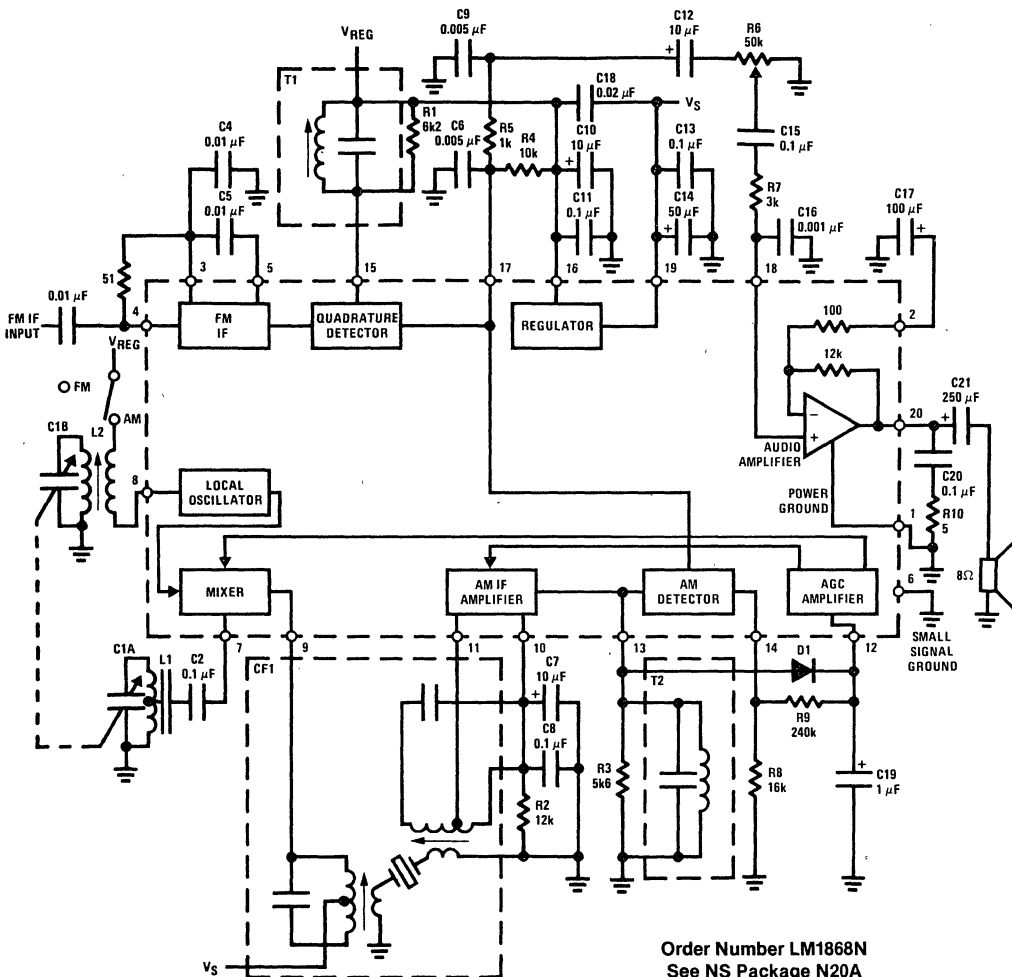 C9
0.005 μF
C12
10 μF
+
R6
50k
VREG
T1
C18
0.02 μF
VS
R1
6k2
C6
0.005 μF
R5
1k
R4
10k
C10
10 μF
+
C13
0.1 μF
C15
0.1 μF
C4
0.01 μF
C5
0.01 μF
C11
0.1 μF
C14
50 μF
+
R7
3k
C16
0.001 μF
C17
100 μF
+
51
3
5
15
17
16
19
18
0.01 μF
4
FM IF
INPUT
FM
IF
QUADRATURE
DETECTOR
REGULATOR
100
2
VREG
FM
AM
12k
C1B
L2
−
+
AUDIO
AMPLIFIER
20
C21
250 μF
+
8
LOCAL
OSCILLATOR
C20
0.1 μF
POWER
GROUND
1
R10
5
8Ω
MIXER
AM IF
AMPLIFIER
AM
DETECTOR
AGC
AMPLIFIER
6
SMALL
SIGNAL
GROUND
7
9
11
10
13
14
12
C1A
L1
C2
0.1 μF
CF1
C7
10 μF
+
D1
T2
C8
0.1 μF
R9
240k
R3
5k6
R8
16k
C19
1 μF
+
R2
12k
VS
Order Number LM1868N
See NS Package N20A